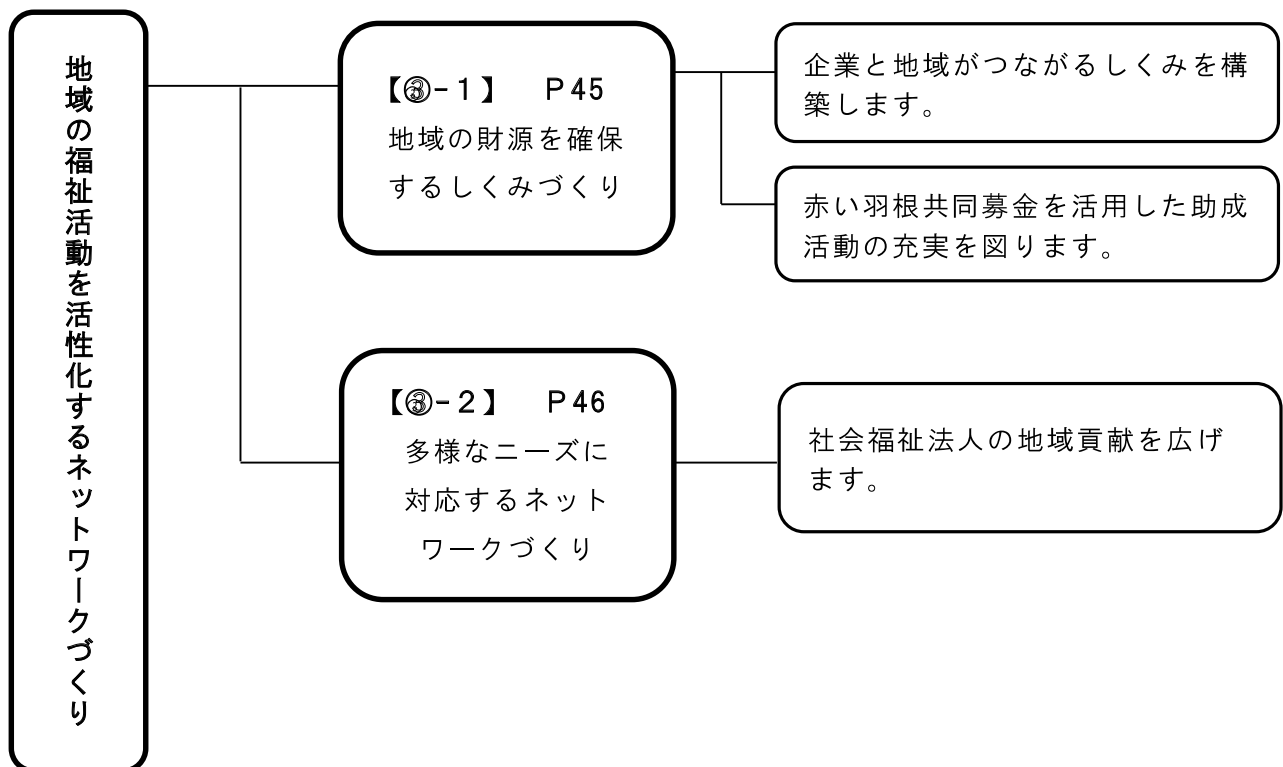 地域の福祉活動を活性化するネットワークづくり
【③-1】　P45
地域の財源を確保
するしくみづくり
企業と地域がつながるしくみを構
築します。
赤い羽根共同募金を活用した助成
活動の充実を図ります。
【③-2】　P46
多様なニーズに
対応するネット
ワークづくり
社会福祉法人の地域貢献を広げ
ます。